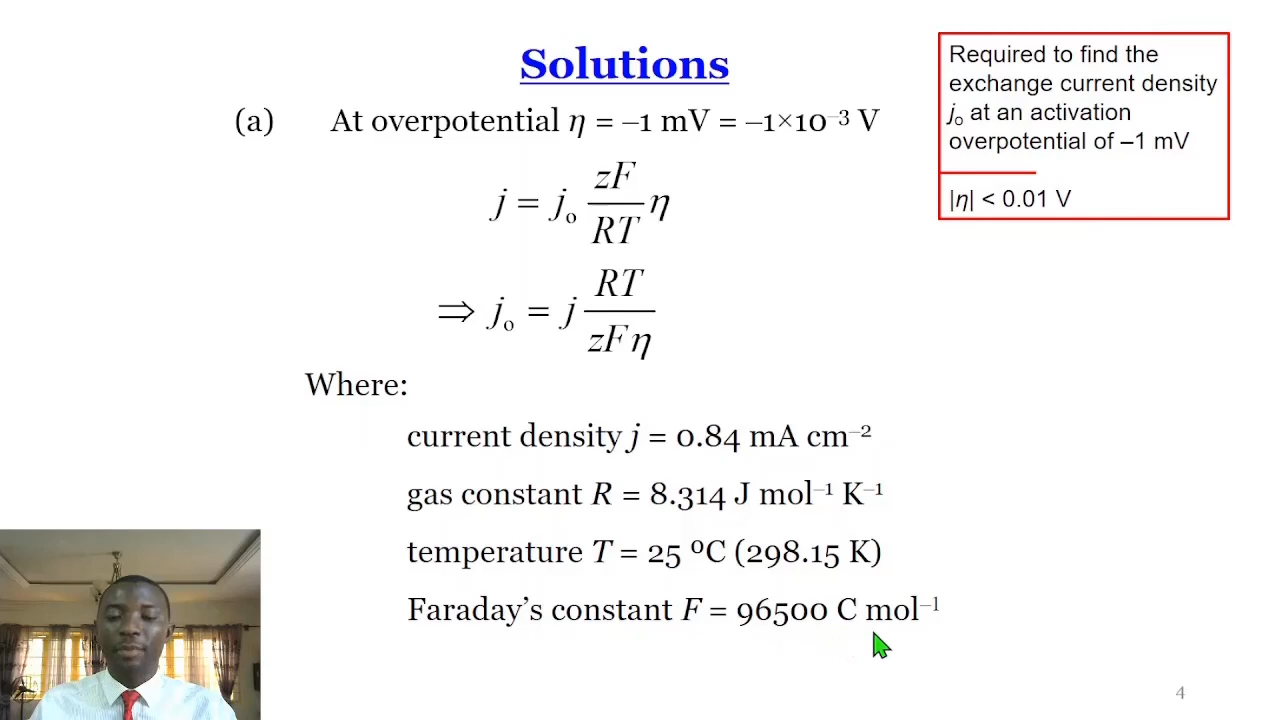 Solutions
Required to find the
exchange current density
jₒ at an activation
overpotential of –1 mV
|η| < 0.01 V
(a) At overpotential η = –1 mV = –1×10⁻³ V
j = jₒ zF/RT η
⇒ jₒ = j RT/zFη
Where:
current density j = 0.84 mA cm⁻²
gas constant R = 8.314 J mol⁻¹ K⁻¹
temperature T = 25 ⁰C (298.15 K)
Faraday’s constant F = 96500 C mol⁻¹
4